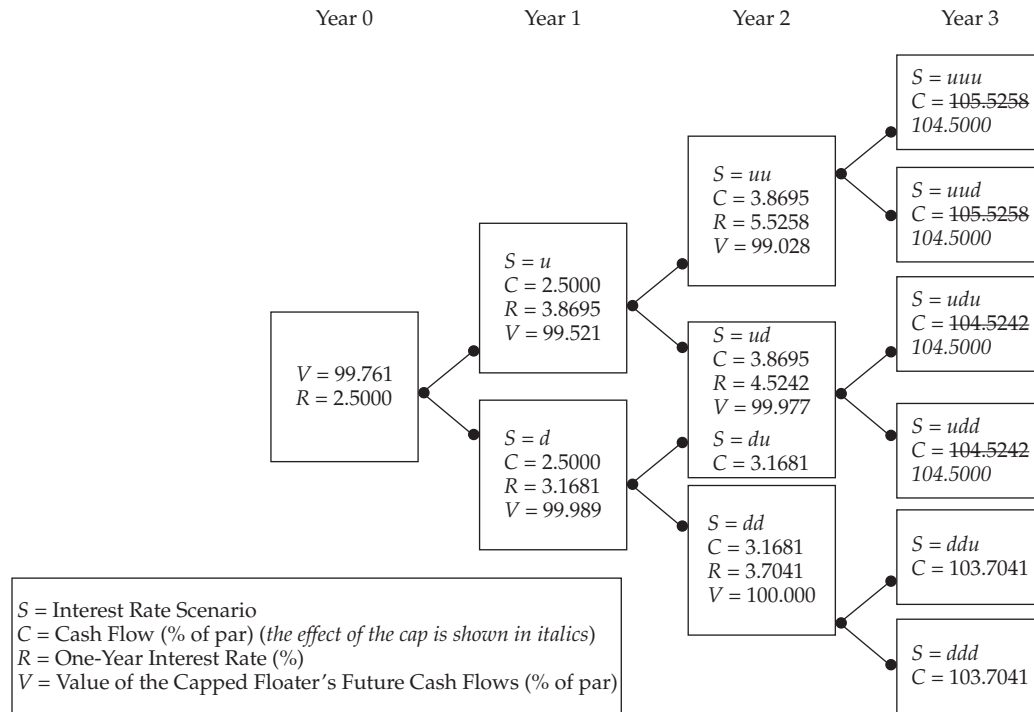 Year 0
Year 1
Year 2
Year 3
V = 99.761
R = 2.5000
S = u
C = 2.5000
R = 3.8695
V = 99.521
S = d
C = 2.5000
R = 3.1681
V = 99.989
S = uu
C = 3.8695
R = 5.5258
V = 99.028
S = ud
C = 3.8695
R = 4.5242
V = 99.977
S = du
C = 3.1681
S = dd
C = 3.1681
R = 3.7041
V = 100.000
S = uuu
C = 105.5258
104.5000
S = uud
C = 105.5258
104.5000
S = udu
C = 104.5242
104.5000
S = udd
C = 104.5242
104.5000
S = ddu
C = 103.7041
S = ddd
C = 103.7041
S = Interest Rate Scenario
C = Cash Flow (% of par) (the effect of the cap is shown in italics)
R = One-Year Interest Rate (%)
V = Value of the Capped Floater’s Future Cash Flows (% of par)